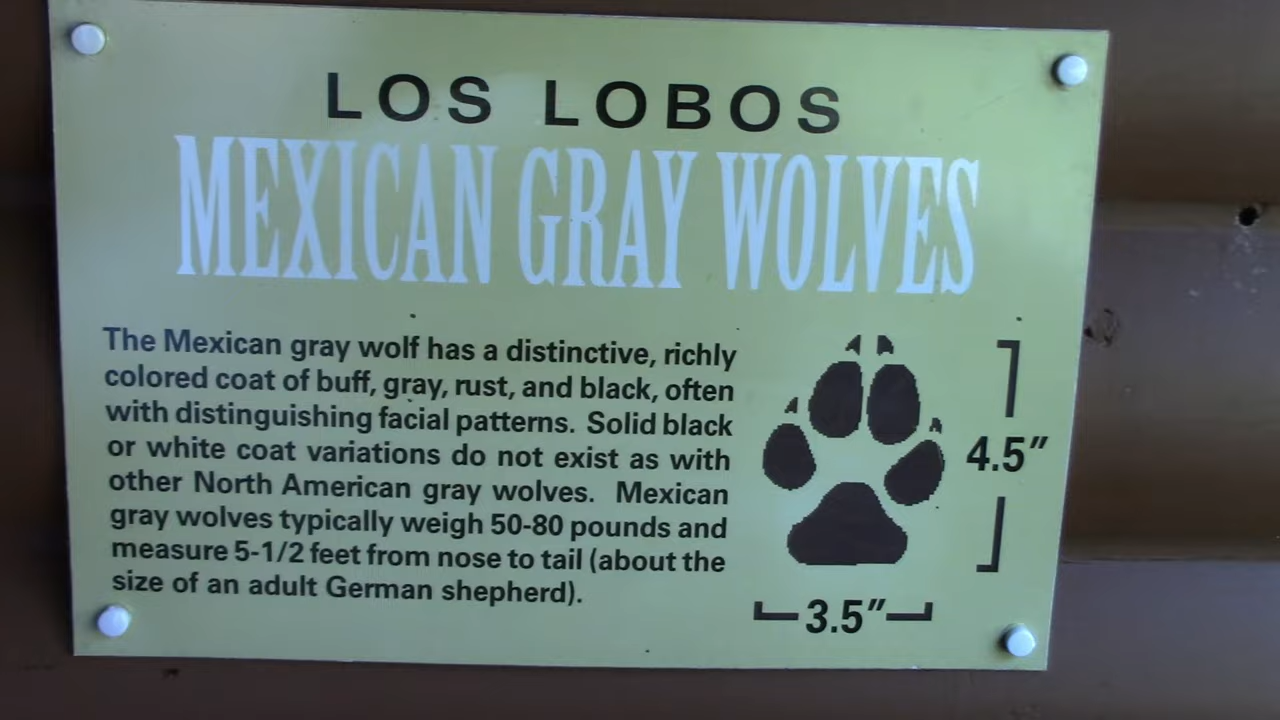 LOS LOBOS
MEXICAN GRAY WOLVES
The Mexican gray wolf has a distinctive, richly
colored coat of buff, gray, rust, and black, often
with distinguishing facial patterns. Solid black
or white coat variations do not exist as with
other North American gray wolves. Mexican
gray wolves typically weigh 50-80 pounds and
measure 5-1/2 feet from nose to tail (about the
size of an adult German shepherd).
4.5"
3.5"